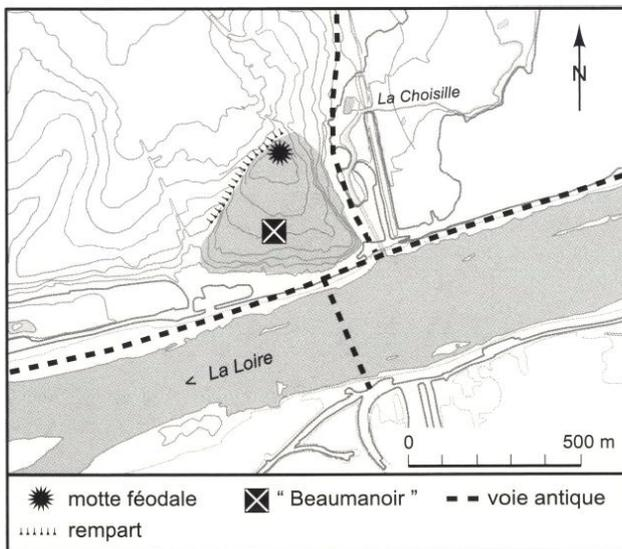 La Choisille
N
< La Loire
0 500 m
motte féodale " Beaumanoir " voie antique
rempart